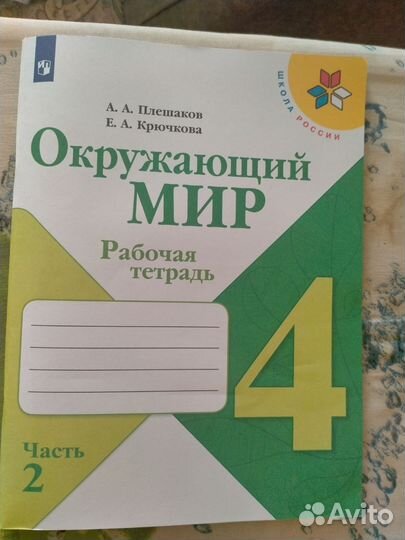 А. А. Плешаков
Е. А. Крючкова
ШКОЛА РОССИИ
Окружающий
МИР
Рабочая
тетрадь
4
Часть
2
Avito